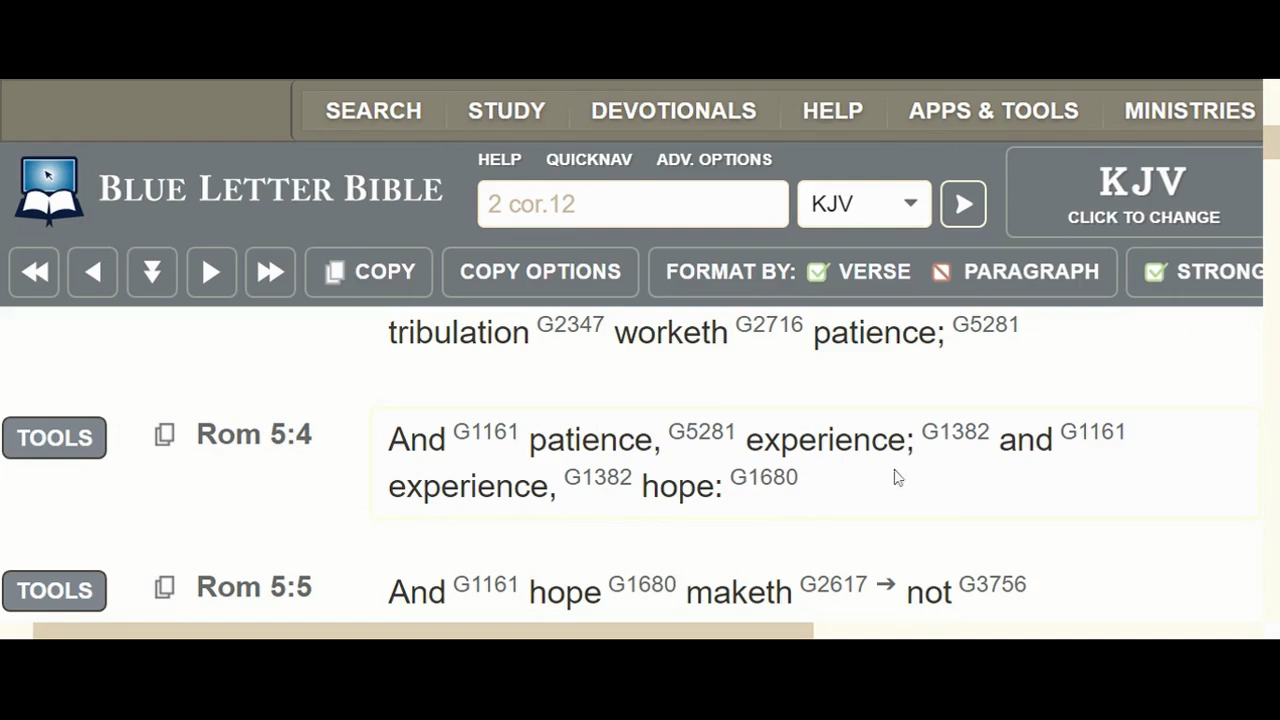 SEARCH STUDY DEVOTIONALS HELP APPS & TOOLS MINISTRIES
HELP QUICKNAV ADV. OPTIONS
BLUE LETTER BIBLE
2 cor.12 KJV
KJV
CLICK TO CHANGE
COPY COPY OPTIONS FORMAT BY: VERSE PARAGRAPH STRONG
tribulation G2347 worketh G2716 patience; G5281
TOOLS Rom 5:4 And G1161 patience, G5281 experience; G1382 and G1161
experience, G1382 hope: G1680
TOOLS Rom 5:5 And G1161 hope G1680 maketh G2617 → not G3756